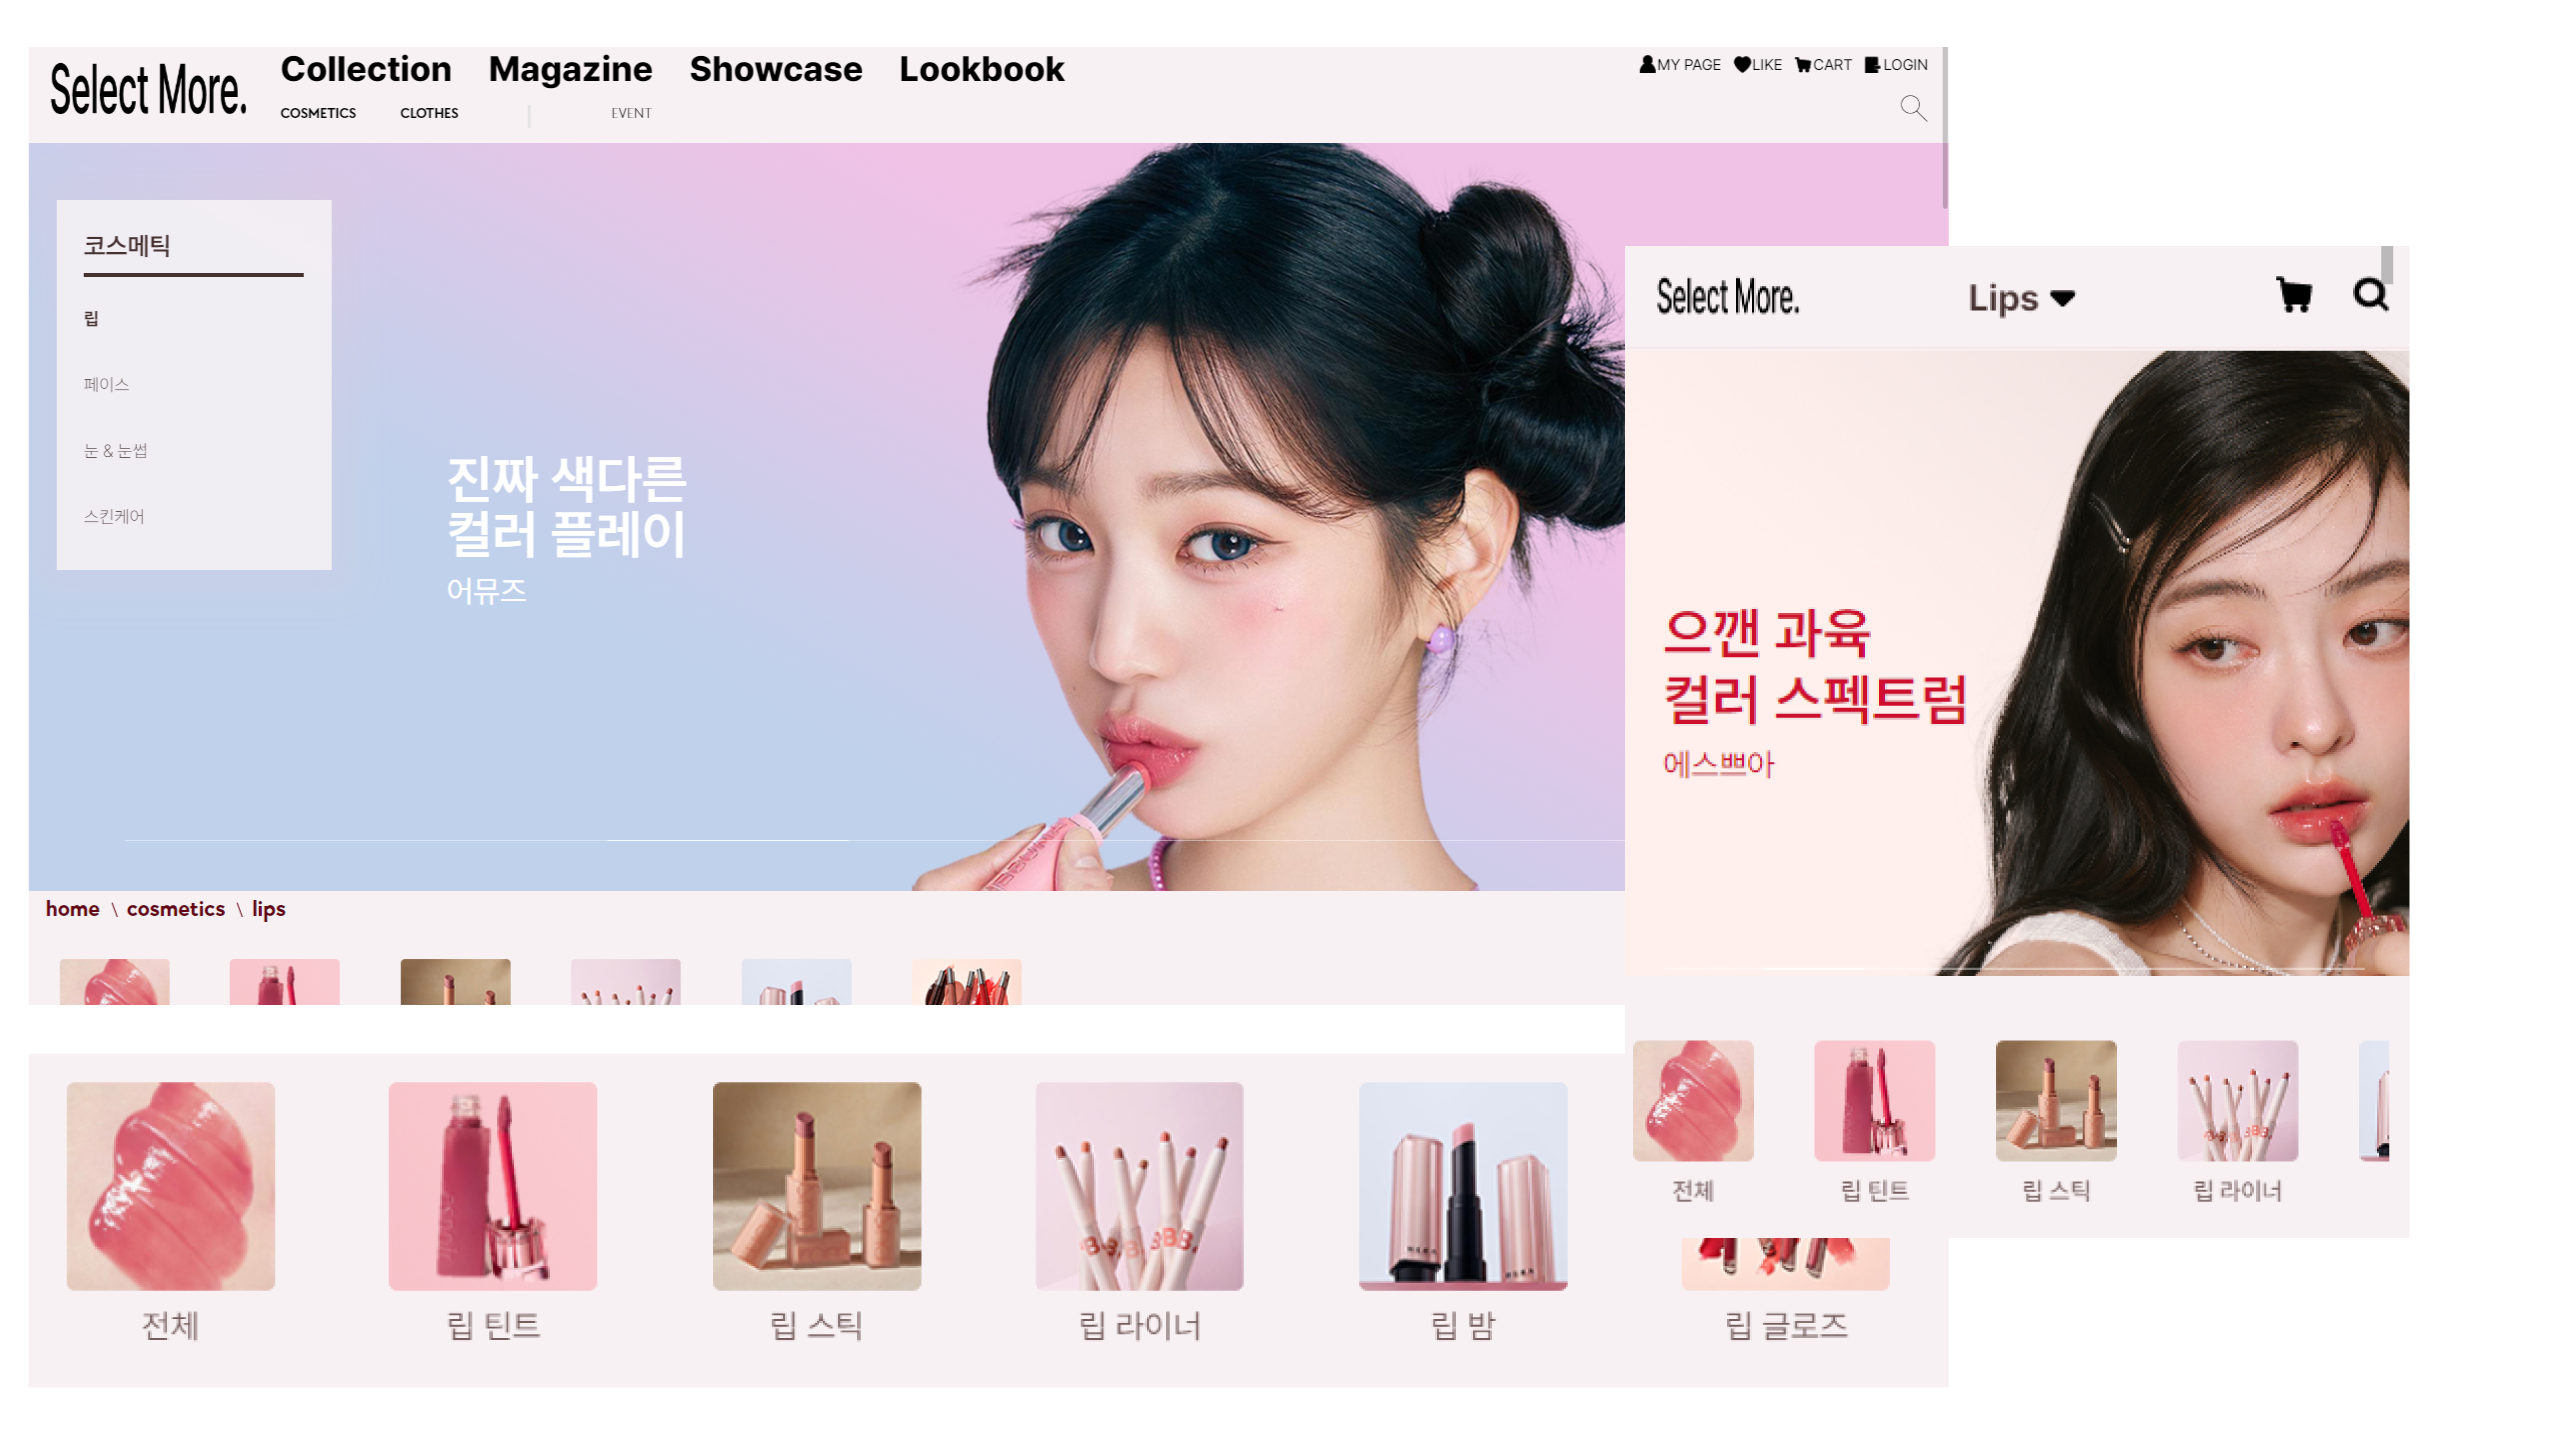 Select More.
Collection Magazine Showcase Lookbook
MY PAGE LIKE CART LOGIN
COSMETICS CLOTHES | EVENT
코스메틱
립
페이스
눈 & 눈썹
스킨케어
진짜 색다른
컬러 플레이
어뮤즈
home \ cosmetics \ lips
전체
립 틴트
립 스틱
립 라이너
립 밤
립 글로즈
Select More.
Lips
으깬 과육
컬러 스펙트럼
에스쁘아
전체
립 틴트
립 스틱
립 라이너